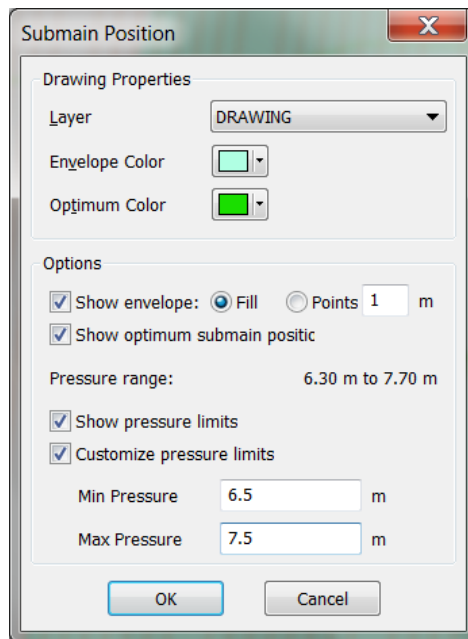 Submain Position
Drawing Properties
Layer DRAWING
Envelope Color
Optimum Color
Options
Show envelope: Fill Points 1 m
Show optimum submain positic
Pressure range: 6.30 m to 7.70 m
Show pressure limits
Customize pressure limits
Min Pressure 6.5 m
Max Pressure 7.5 m
OK Cancel